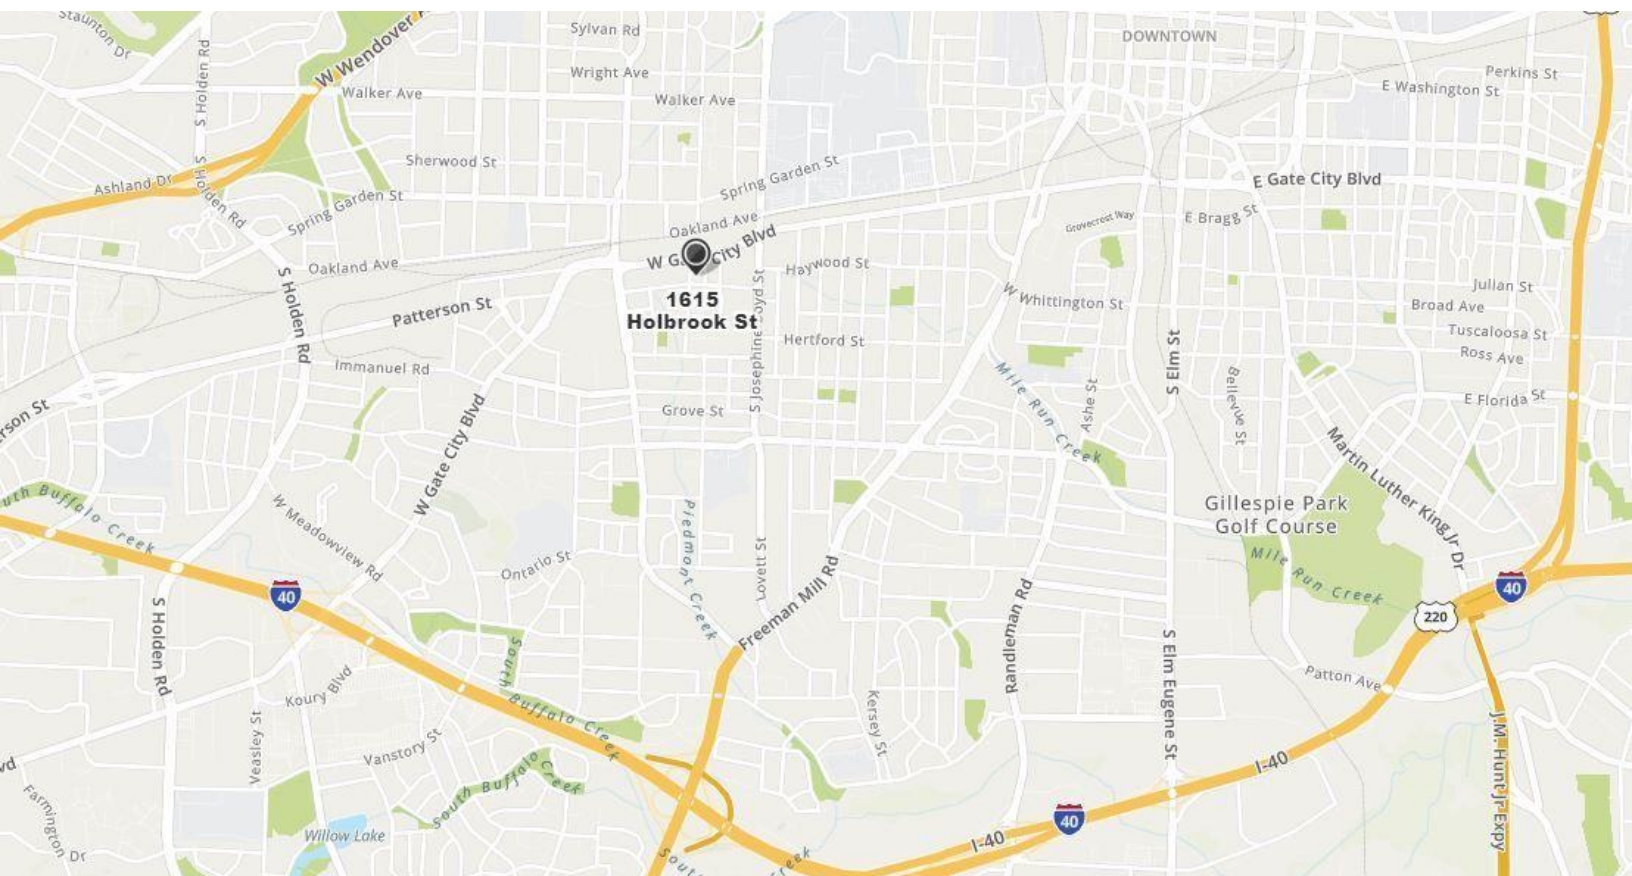 Staunton Dr
S Holden Rd
W Wendover
Sylvan Rd
DOWNTOWN
Wright Ave
Perkins St
Walker Ave
Walker Ave
E Washington St
Sherwood St
Ashland Dr
S Holden Rd
Spring Garden St
Spring Garden St
E Gate City Blvd
Oakland Ave
Grovecrest Way
E Bragg St
W Ga
City Blvd
Oakland Ave
Haywood St
S Holden Rd
Patterson St
1615
Holbrook St
S Josephine Boyd St
W Whittington St
Julian St
Broad Ave
Hertford St
Tuscaloosa St
Ross Ave
Immanuel Rd
S Elm St
Mile Run Creek
Ashe St
Bellevue St
E Florida St
Grove St
erson St
W Gate City Blvd
Martin Luther King Jr Dr
uth Buffalo Creek
W Meadowview Rd
Piedmont Creek
Gillespie Park
Golf Course
Ontario St
Lovett St
Mile Run Creek
40
40
220
S Holden Rd
Freeman Mill Rd
Randleman Rd
S Elm Eugene St
South Buffalo Creek
Koury Blvd
Patton Ave
Kersey St
Veasley St
Vanstory St
J.M. Hunt Jr Expy
vd
South Buffalo Creek
I-40
Farmington Dr
Willow Lake
40
I-40
South
reek